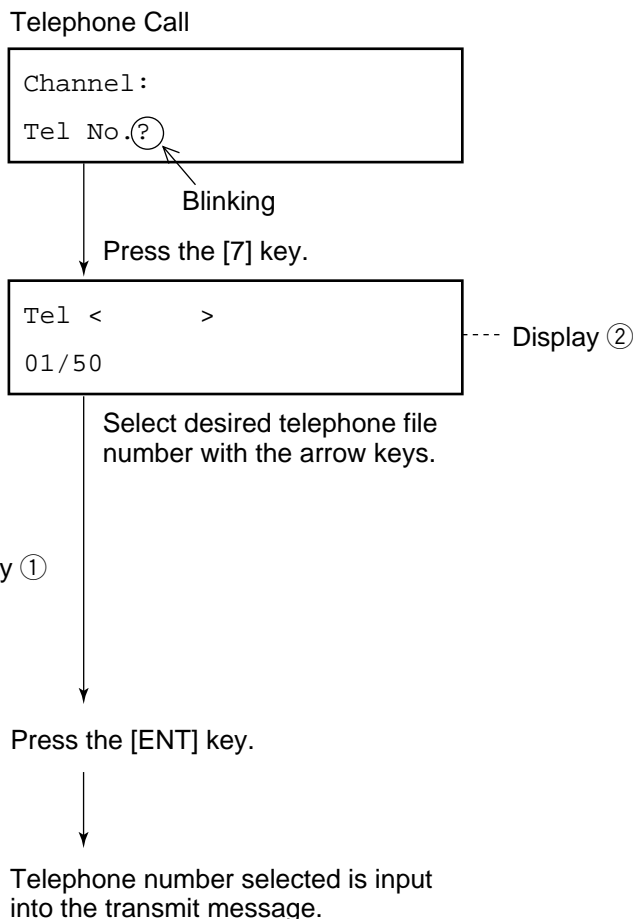 Telephone Call
Channel:
Tel No.?
Blinking
Press the [7] key.
Tel <      >
01/50
Display ②
Select desired telephone file
number with the arrow keys.
y ①
Press the [ENT] key.
Telephone number selected is input
into the transmit message.